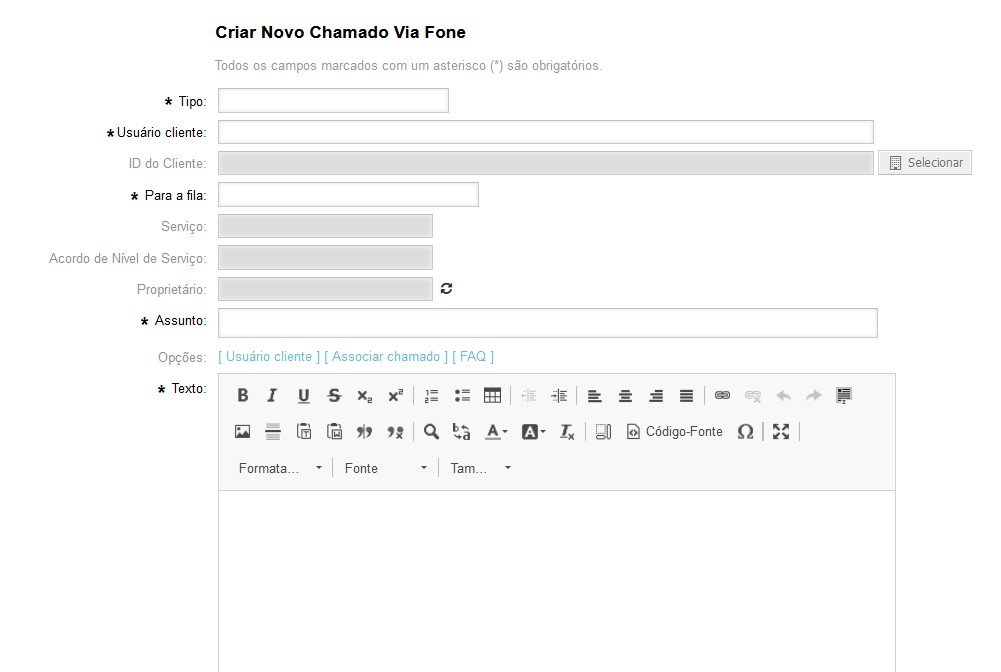 Criar Novo Chamado Via Fone
Todos os campos marcados com um asterisco (*) são obrigatórios.
* Tipo:
* Usuário cliente:
ID do Cliente:
Selecionar
* Para a fila:
Serviço:
Acordo de Nível de Serviço:
Proprietário:
* Assunto:
Opções: [ Usuário cliente ] [ Associar chamado ] [ FAQ ]
* Texto:
Código-Fonte
Formata... Fonte Tam...